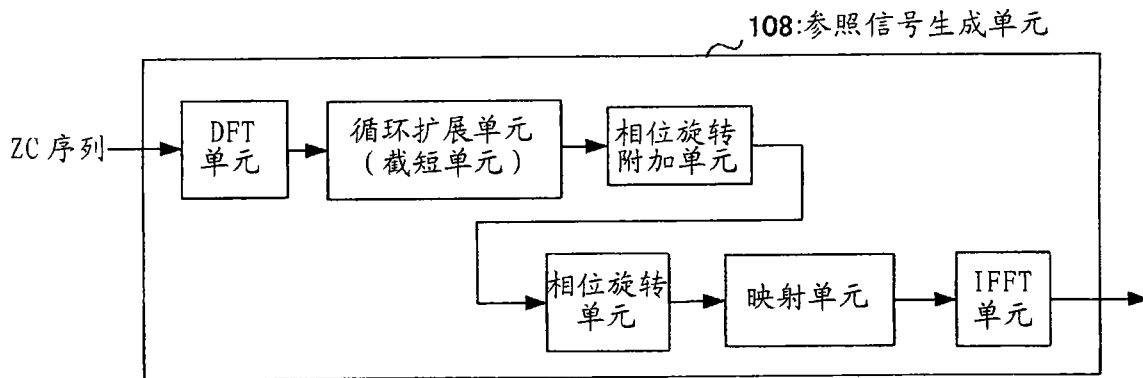 108:参照信号生成单元
ZC 序列
DFT
单元
循环扩展单元
(截短单元)
相位旋转
附加单元
相位旋转
单元
映射单元
IFFT
单元